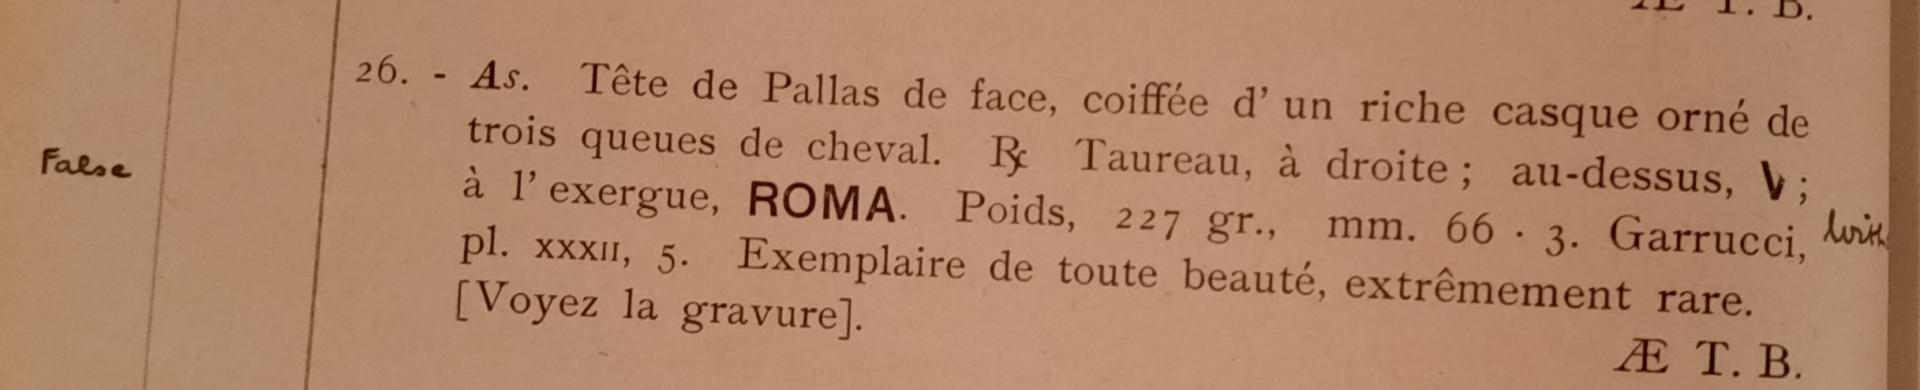 Æ T. B.
26. - As. Tête de Pallas de face, coiffée d' un riche casque orné de
trois queues de cheval. ℞ Taureau, à droite ; au-dessus, V ;
False
à l' exergue, ROMA. Poids, 227 gr., mm. 66 · 3. Garrucci,
with
pl. XXXII, 5. Exemplaire de toute beauté, extrêmement rare.
[Voyez la gravure].
Æ T. B.